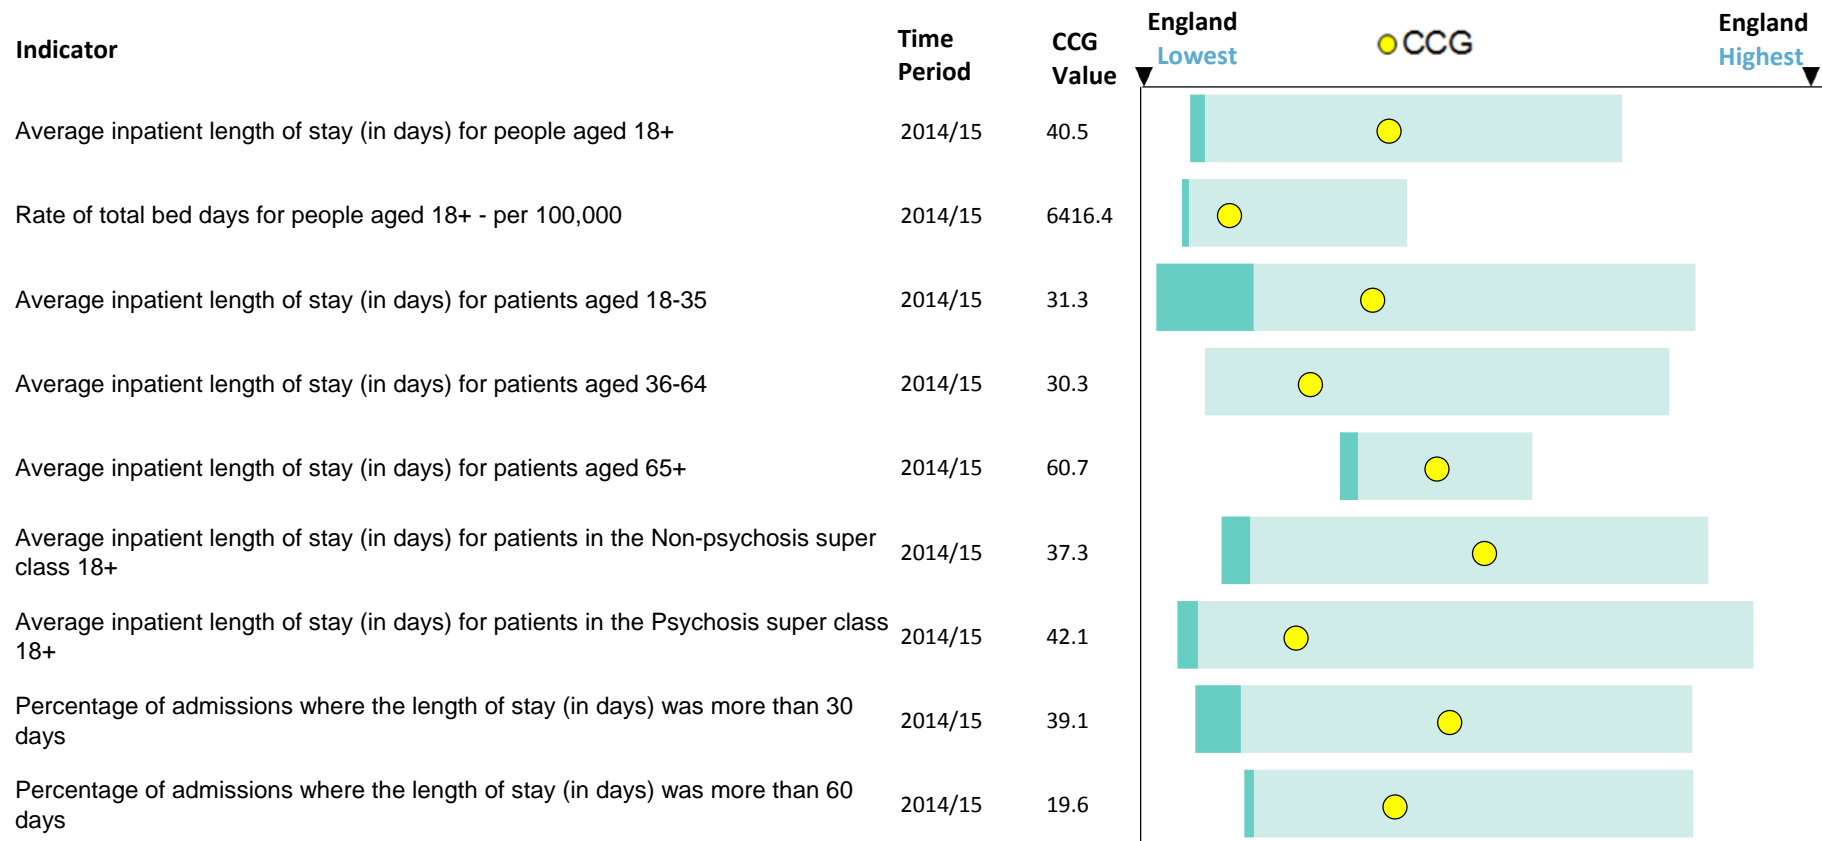 Indicator
Time
Period
CCG
Value
England
Lowest
CCG
England
Highest
Average inpatient length of stay (in days) for people aged 18+ 2014/15 40.5
Rate of total bed days for people aged 18+ - per 100,000 2014/15 6416.4
Average inpatient length of stay (in days) for patients aged 18-35 2014/15 31.3
Average inpatient length of stay (in days) for patients aged 36-64 2014/15 30.3
Average inpatient length of stay (in days) for patients aged 65+ 2014/15 60.7
Average inpatient length of stay (in days) for patients in the Non-psychosis super
class 18+
2014/15 37.3
Average inpatient length of stay (in days) for patients in the Psychosis super class
18+
2014/15 42.1
Percentage of admissions where the length of stay (in days) was more than 30
days
2014/15 39.1
Percentage of admissions where the length of stay (in days) was more than 60
days
2014/15 19.6